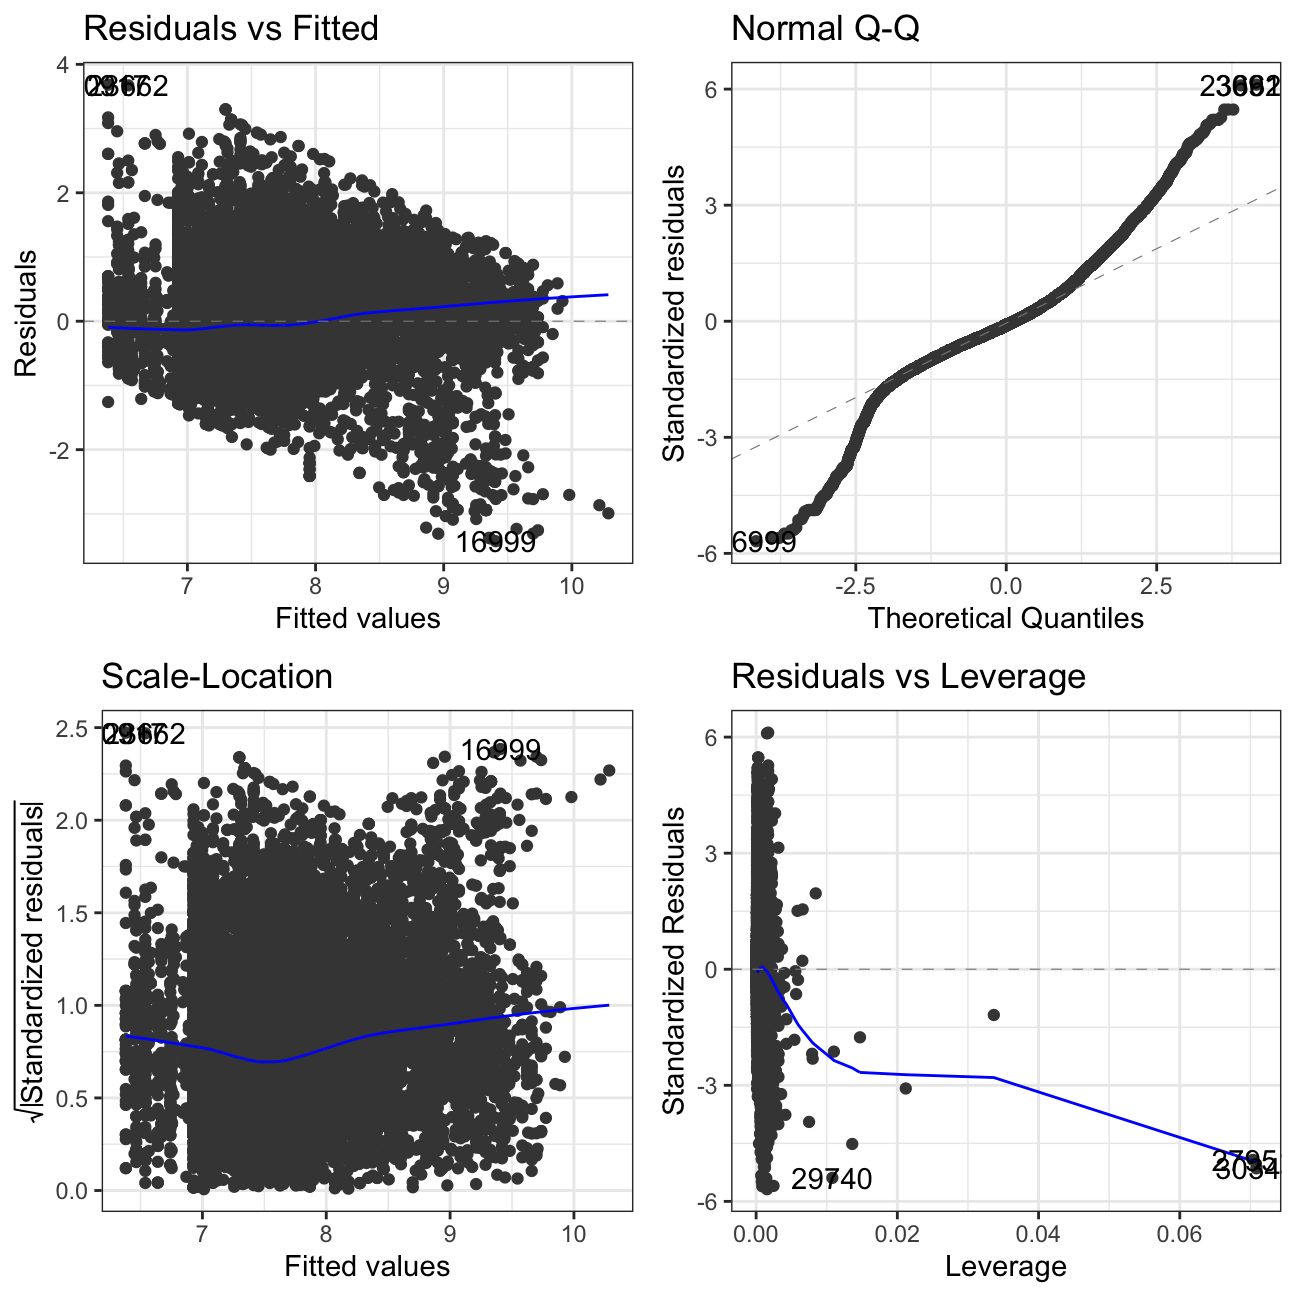 Residuals vs Fitted
4
2
0
-2
Residuals
7 8 9 10
Fitted values
16999
Normal Q-Q
6
3
0
-3
-6
Standardized residuals
-2.5 0.0 2.5
Theoretical Quantiles
6999
Scale-Location
2.5
2.0
1.5
1.0
0.5
0.0
√|Standardized residuals|
7 8 9 10
Fitted values
16999
Residuals vs Leverage
6
3
0
-3
-6
Standardized Residuals
0.00 0.02 0.04 0.06
Leverage
29740